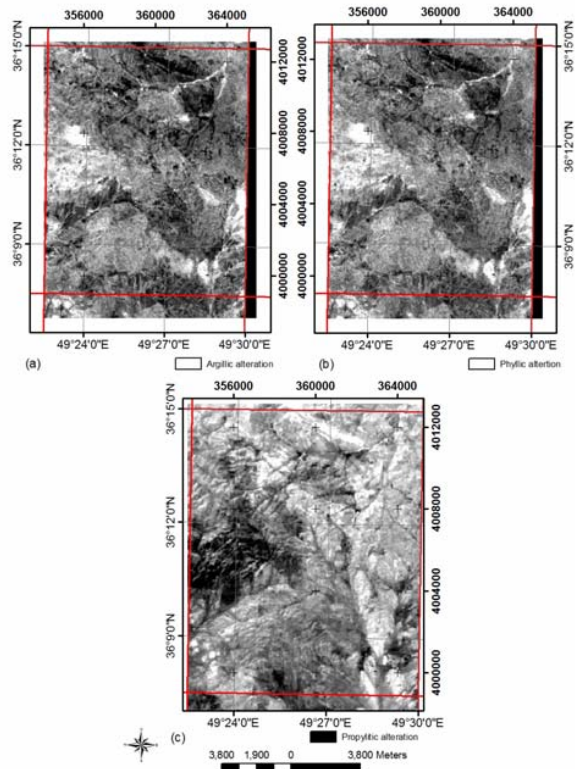 356000 360000 364000
356000 360000 364000
36°15'0"N
36°12'0"N
36°9'0"N
4012000
4008000
4004000
4000000
36°15'0"N
36°12'0"N
36°9'0"N
4012000
4008000
4004000
4000000
49°24'0"E 49°27'0"E 49°30'0"E
49°24'0"E 49°27'0"E 49°30'0"E
(a) Argillic alteration
(b) Phyllic altertion
356000 360000 364000
36°15'0"N
36°12'0"N
36°9'0"N
4012000
4008000
4004000
4000000
49°24'0"E 49°27'0"E 49°30'0"E
(c) Propylitic alteration
3,800 1,900 0 3,800 Meters